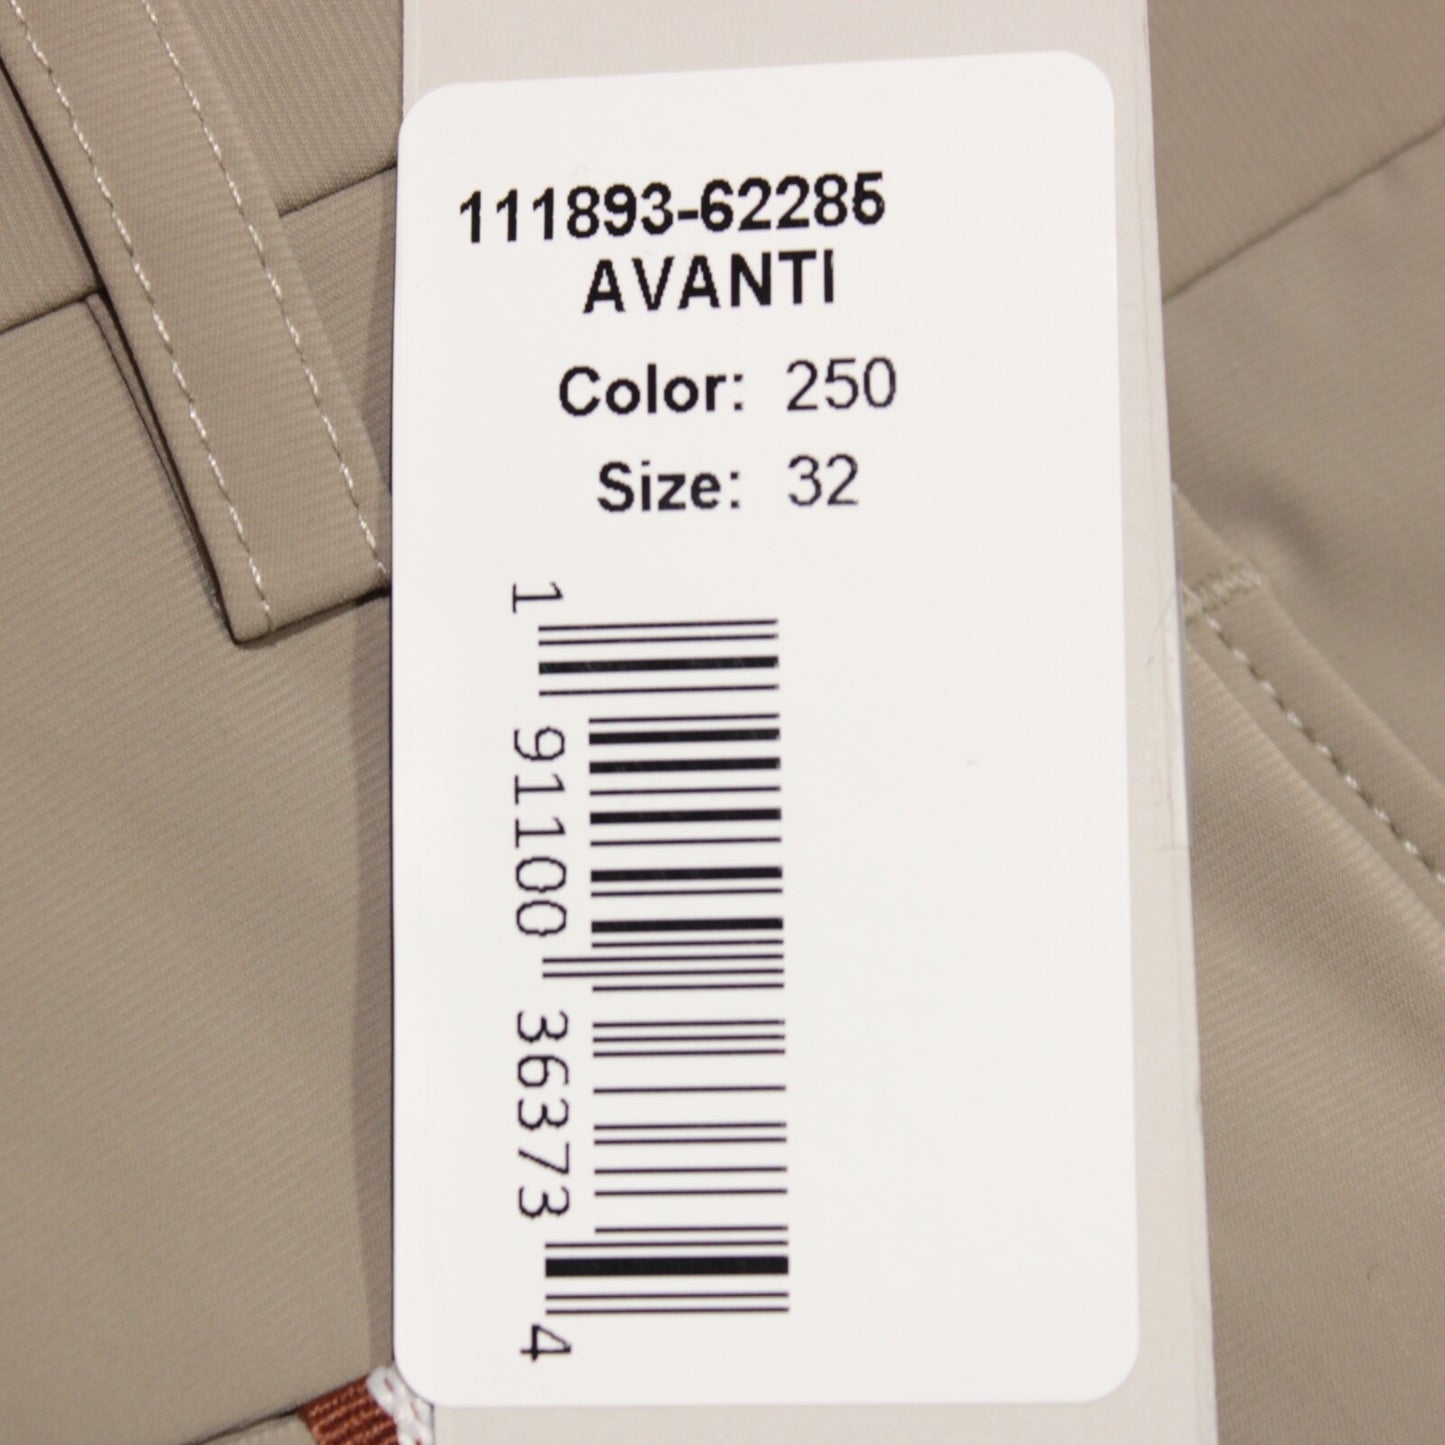 111893-62285
AVANTI
Color: 250
Size: 32
1 91100 36373 4